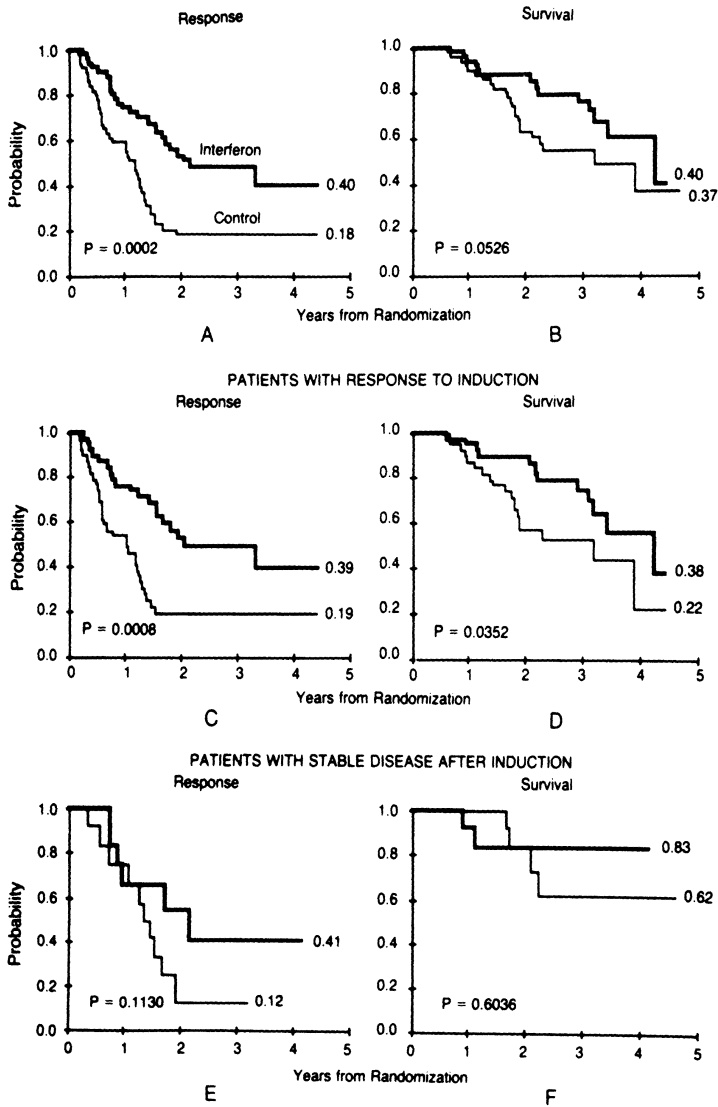 Response
Survival
1.0
0.8
0.6
0.4
0.2
0.0
Probability
Interferon
Control
0.40
0.18
P = 0.0002
0 1 2 3 4 5
1.0
0.8
0.6
0.4
0.2
0.0
0.40
0.37
P = 0.0526
0 1 2 3 4 5
Years from Randomization
A
B
PATIENTS WITH RESPONSE TO INDUCTION
Response
Survival
1.0
0.8
0.6
0.4
0.2
0.0
Probability
0.39
0.19
P = 0.0008
0 1 2 3 4 5
1.0
0.8
0.6
0.4
0.2
0.0
0.38
0.22
P = 0.0352
0 1 2 3 4 5
Years from Randomization
C
D
PATIENTS WITH STABLE DISEASE AFTER INDUCTION
Response
Survival
1.0
0.8
0.6
0.4
0.2
0.0
Probability
0.41
0.12
P = 0.1130
0 1 2 3 4 5
1.0
0.8
0.6
0.4
0.2
0.0
0.83
0.62
P = 0.6036
0 1 2 3 4 5
Years from Randomization
E
F